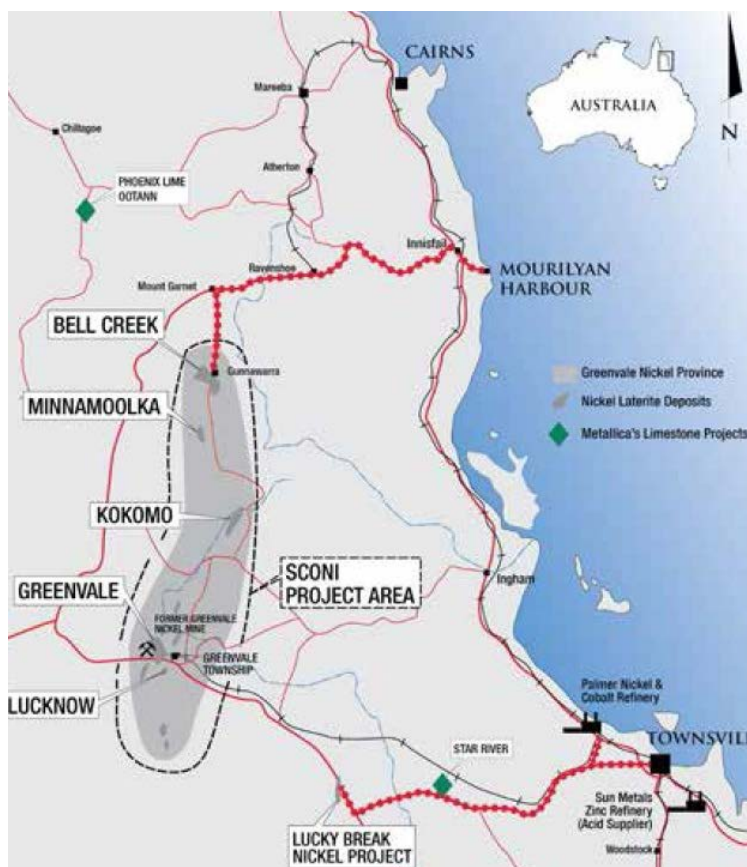 CAIRNS
Mareeba
AUSTRALIA
N
Chillagoe
Atherton
PHOENIX LIME
OOTANN
Innisfail
Ravenshoe
MOURILYAN
HARBOUR
Mount Garnet
BELL CREEK
Gunnawarra
Greenvale Nickel Province
MINNAMOOLKA
Nickel Laterite Deposits
Metallica's Limestone Projects
KOKOMO
SCONI
PROJECT AREA
Ingham
GREENVALE
FORMER GREENVALE
NICKEL MINE
GREENVALE
TOWNSHIP
LUCKNOW
Palmer Nickel &
Cobalt Refinery
STAR RIVER
TOWNSVIL
Sun Metals
Zinc Refinery
(Acid Supplier)
LUCKY BREAK
NICKEL PROJECT
Woodstock